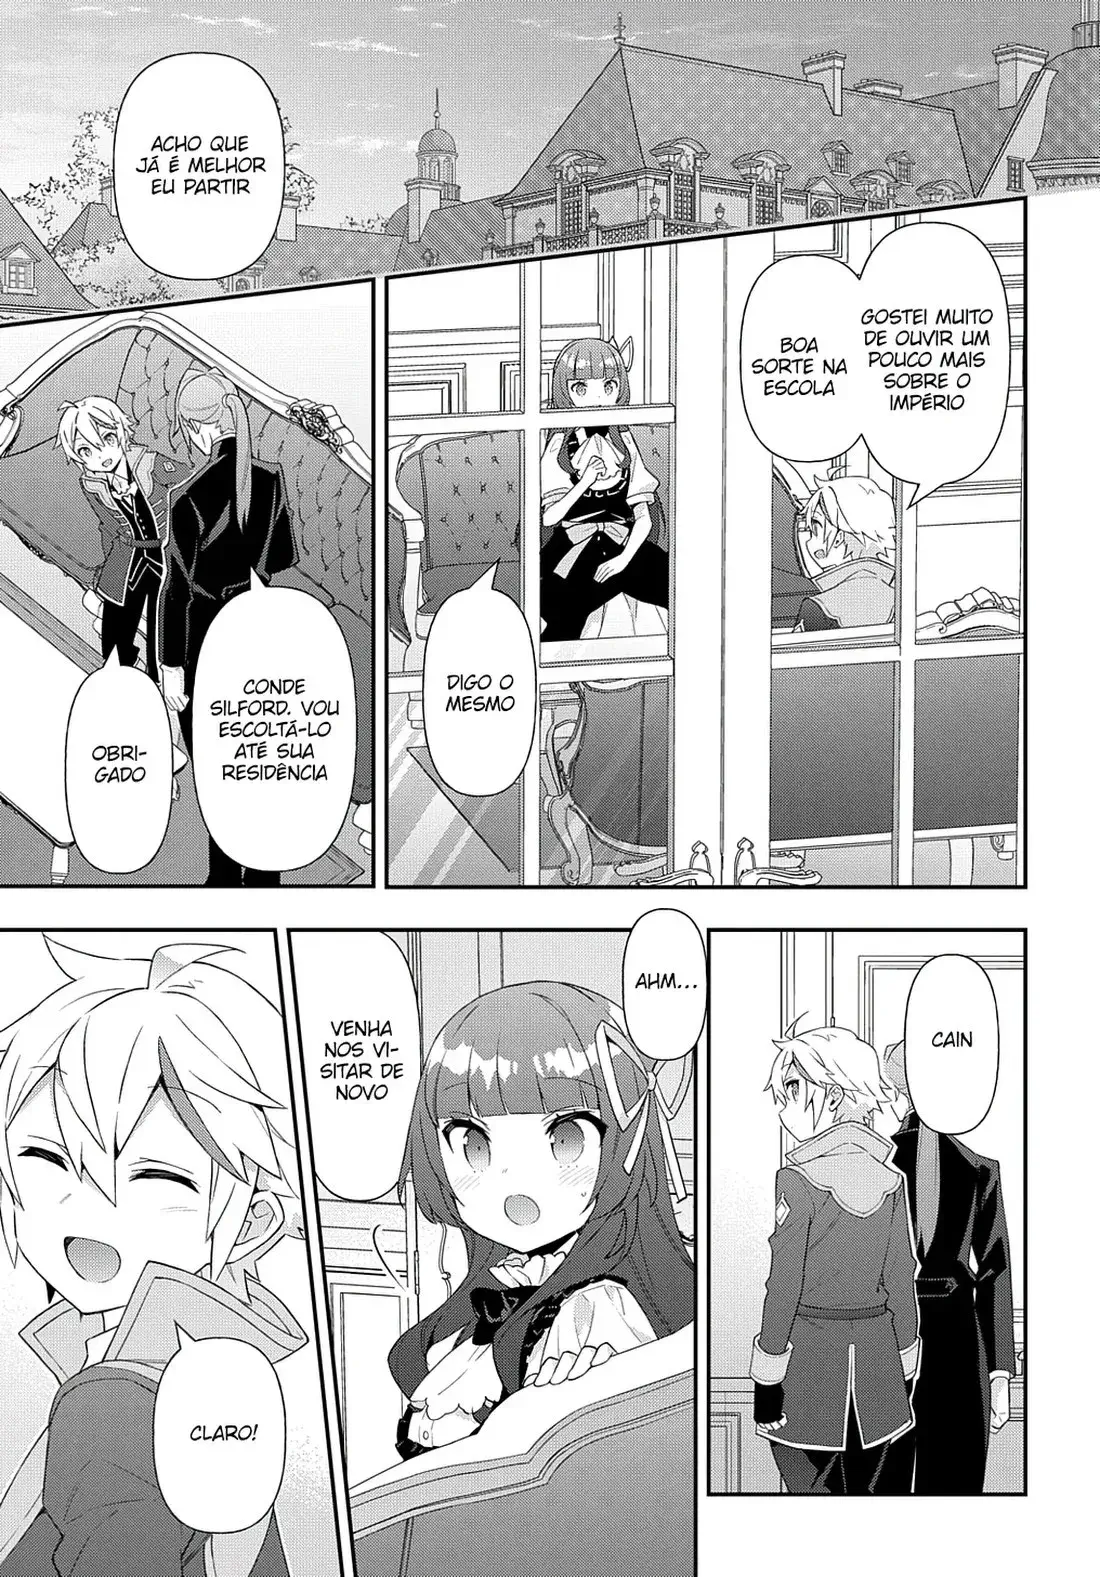 ACHO QUE
JÁ É MELHOR
EU PARTIR
GOSTEI MUITO
DE OUVIR UM
POUCO MAIS
SOBRE O
IMPÉRIO
BOA
SORTE NA
ESCOLA
DIGO O
MESMO
CONDE
SILFORD. VOU
ESCOLTÁ-LO
ATÉ SUA
RESIDÊNCIA
OBRI-
GADO
CAIN
AHM...
VENHA
NOS VI-
SITAR DE
NOVO
CLARO!